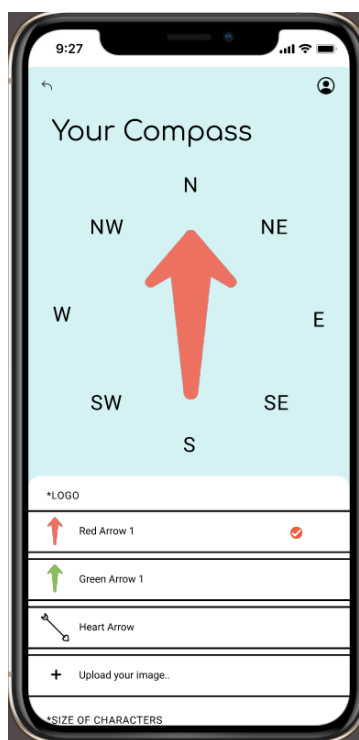 9:27
Your Compass
N
NW NE
W E
SW SE
S
*LOGO
Red Arrow 1
Green Arrow 1
Heart Arrow
+ Upload your image..
*SIZE OF CHARACTERS